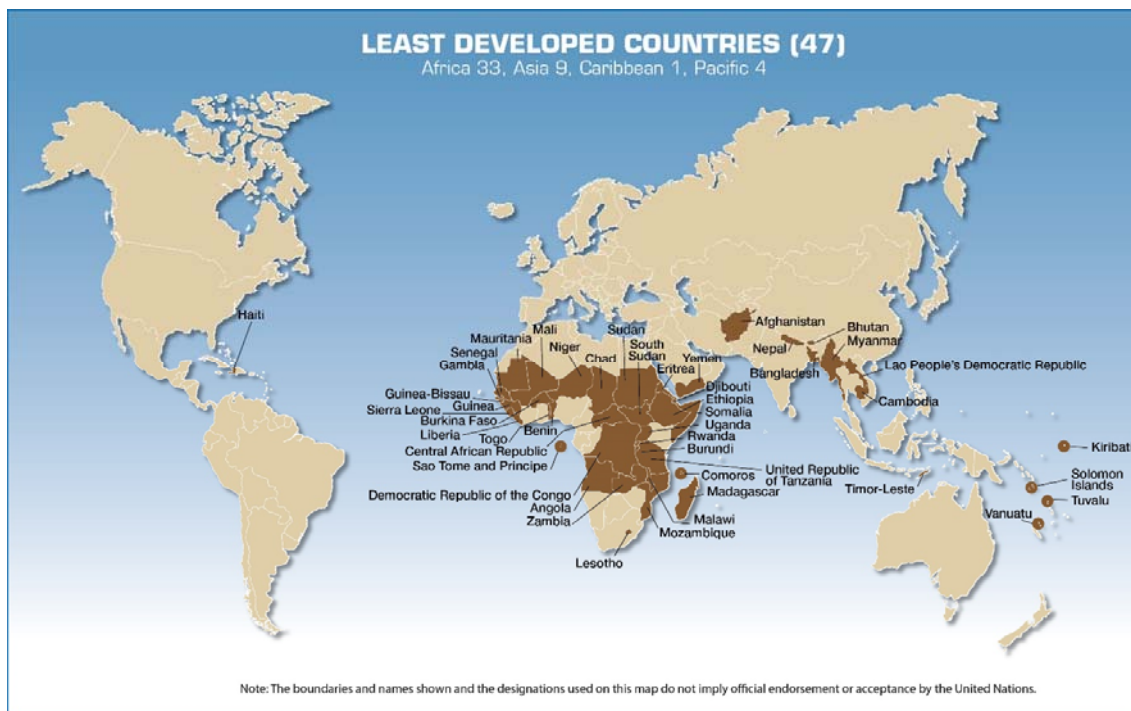 LEAST DEVELOPED COUNTRIES (47)
Africa 33, Asia 9, Caribbean 1, Pacific 4
Haiti
Mauritania
Mali
Niger
Chad
Sudan
South
Sudan
Eritrea
Yemen
Senegal
Gambia
Guinea-Bissau
Guinea
Sierra Leone
Burkina Faso
Liberia
Togo
Benin
Central African Republic
Sao Tome and Principe
Democratic Republic of the Congo
Angola
Zambia
Lesotho
Djibouti
Ethiopia
Somalia
Uganda
Rwanda
Burundi
United Republic
of Tanzania
Comoros
Madagascar
Malawi
Mozambique
Afghanistan
Bhutan
Nepal
Myanmar
Bangladesh
Lao People's Democratic Republic
Cambodia
Timor-Leste
Kiribati
Solomon
Islands
Tuvalu
Vanuatu
Note: The boundaries and names shown and the designations used on this map do not imply official endorsement or acceptance by the United Nations.